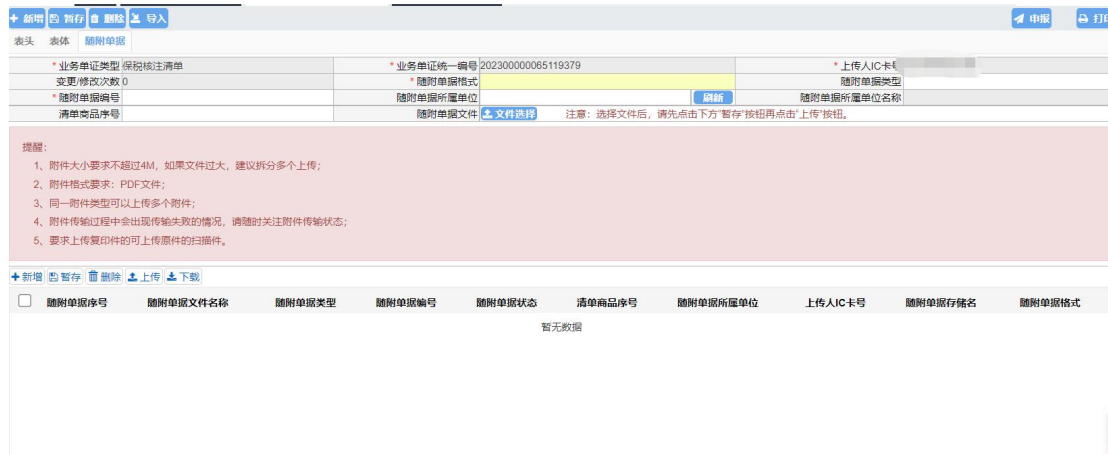 新增 暂存 删除 导入 申报 打印
表头 表体 随附单据
* 业务单证类型 保税核注清单 * 业务单证统一编号 202300000065119379 * 上传人IC卡号
变更/修改次数 0 * 随附单据格式 随附单据类型
* 随附单据编号 随附单据所属单位 刷新 随附单据所属单位名称
清单商品序号 随附单据文件 文件选择 注意：选择文件后，请先点击下方"暂存"按钮再点击"上传"按钮。
提醒：
1、附件大小要求不超过4M，如果文件过大，建议拆分多个上传；
2、附件格式要求：PDF文件；
3、同一附件类型可以上传多个附件；
4、附件传输过程中会出现传输失败的情况，请随时关注附件传输状态；
5、要求上传复印件的可上传原件的扫描件。
新增 暂存 删除 上传 下载
随附单据序号 随附单据文件名称 随附单据类型 随附单据编号 随附单据状态 清单商品序号 随附单据所属单位 上传人IC卡号 随附单据存储名 随附单据格式
暂无数据